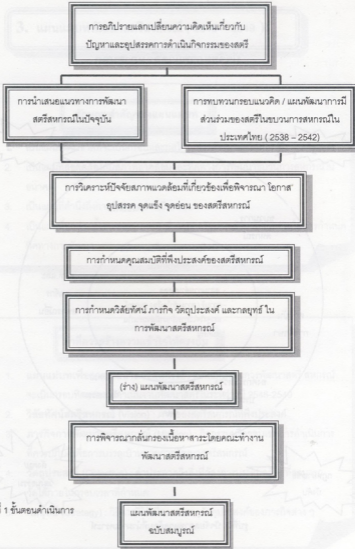 การอภิปรายแลกเปลี่ยนความคิดเห็นเกี่ยวกับ
ปัญหาและอุปสรรคการดำเนินกิจกรรมของสตรี
การนำเสนอแนวทางการพัฒนา
สตรีสหกรณ์ในปัจจุบัน
การทบทวนกรอบแนวคิด / แผนพัฒนาการมี
ส่วนร่วมของสตรีในขบวนการสหกรณ์ใน
ประเทศไทย ( 2538 – 2542)
การวิเคราะห์ปัจจัยสภาพแวดล้อมที่เกี่ยวข้องเพื่อพิจารณา โอกาส
อุปสรรค จุดแข็ง จุดอ่อน ของสตรีสหกรณ์
การกำหนดคุณสมบัติที่พึงประสงค์ของสตรีสหกรณ์
การกำหนดวิสัยทัศน์ ภารกิจ วัตถุประสงค์ และกลยุทธ์ ใน
การพัฒนาสตรีสหกรณ์
(ร่าง) แผนพัฒนาสตรีสหกรณ์
การพิจารณากลั่นกรองเนื้อหาสาระโดยคณะทำงาน
พัฒนาสตรีสหกรณ์
ที่ 1 ขั้นตอนดำเนินการ
แผนพัฒนาสตรีสหกรณ์
ฉบับสมบูรณ์